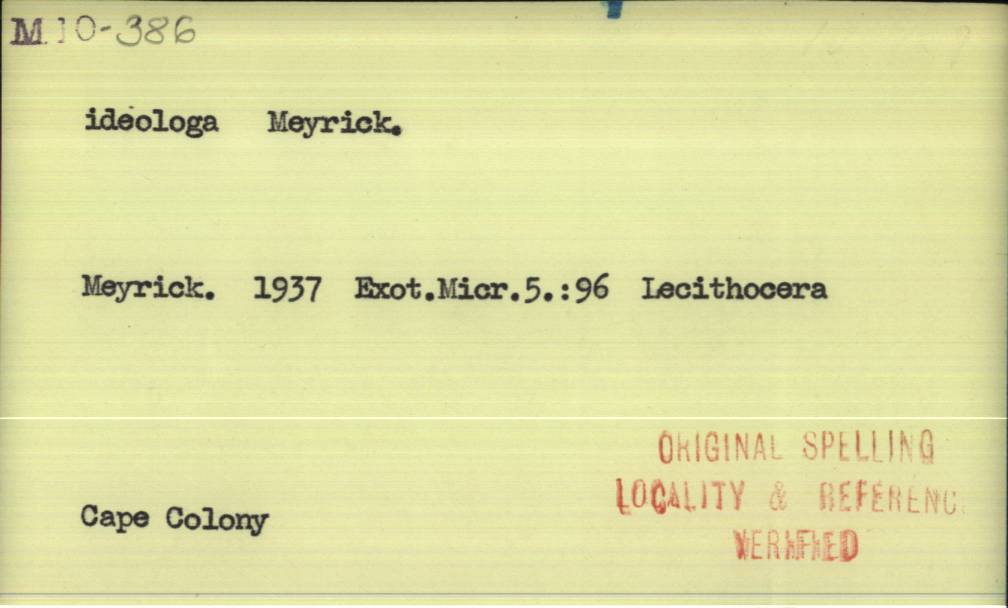 M 10-386
ideologa Meyrick.
Meyrick. 1937 Exot.Micr.5.:96 Lecithocera
ORIGINAL SPELLING
LOCALITY & REFERENC
VERIFIED
Cape Colony